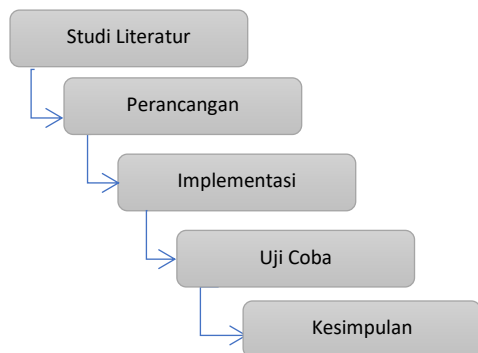 Studi Literatur
Perancangan
Implementasi
Uji Coba
Kesimpulan